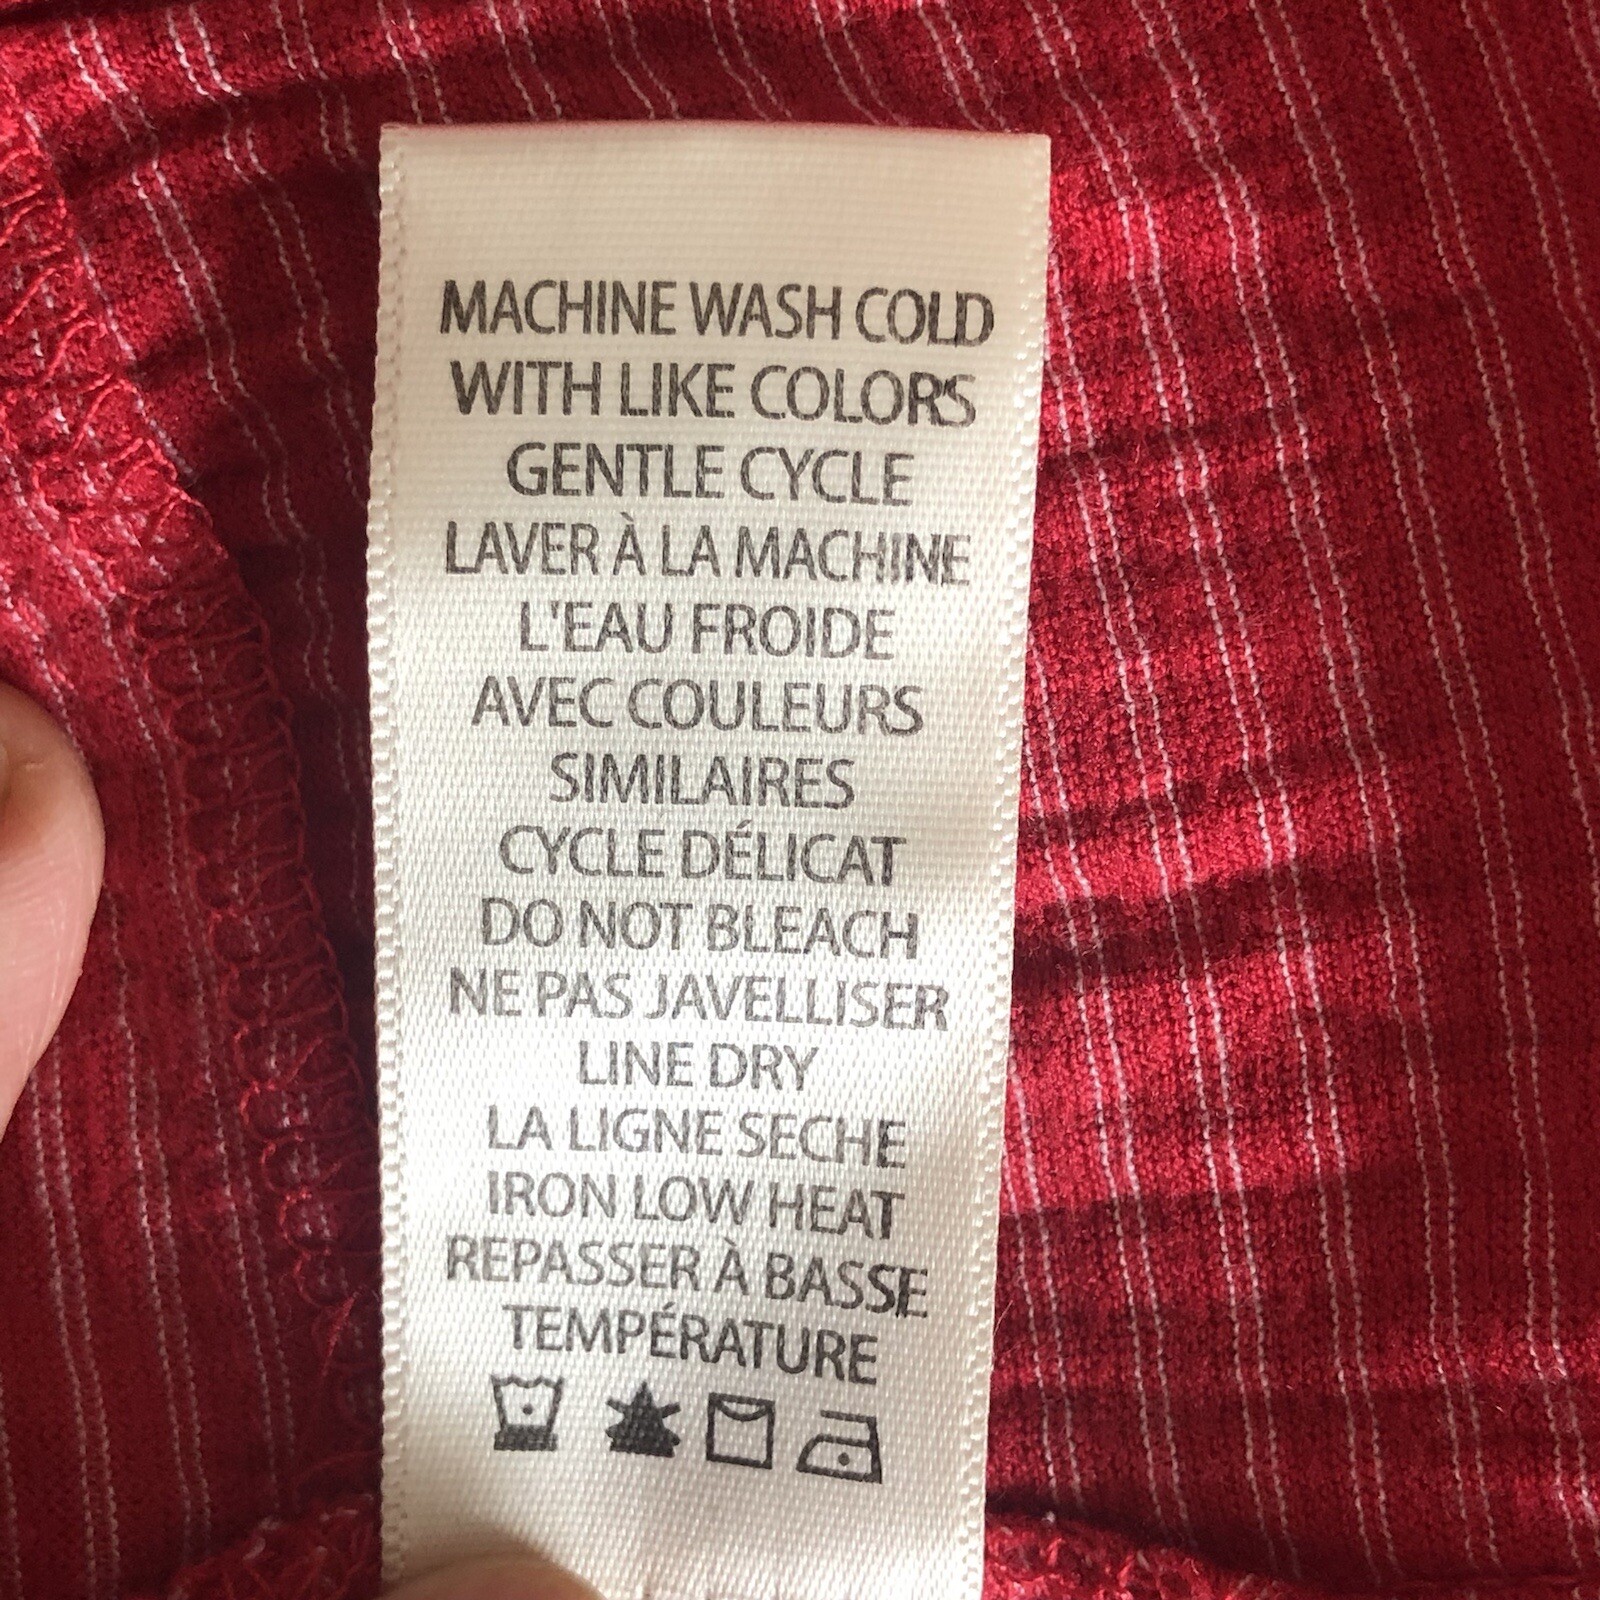 MACHINE WASH COLD
WITH LIKE COLORS
GENTLE CYCLE
LAVER À LA MACHINE
L'EAU FROIDE
AVEC COULEURS
SIMILAIRES
CYCLE DÉLICAT
DO NOT BLEACH
NE PAS JAVELLISER
LINE DRY
LA LIGNE SECHE
IRON LOW HEAT
REPASSER À BASSE
TEMPÉRATURE